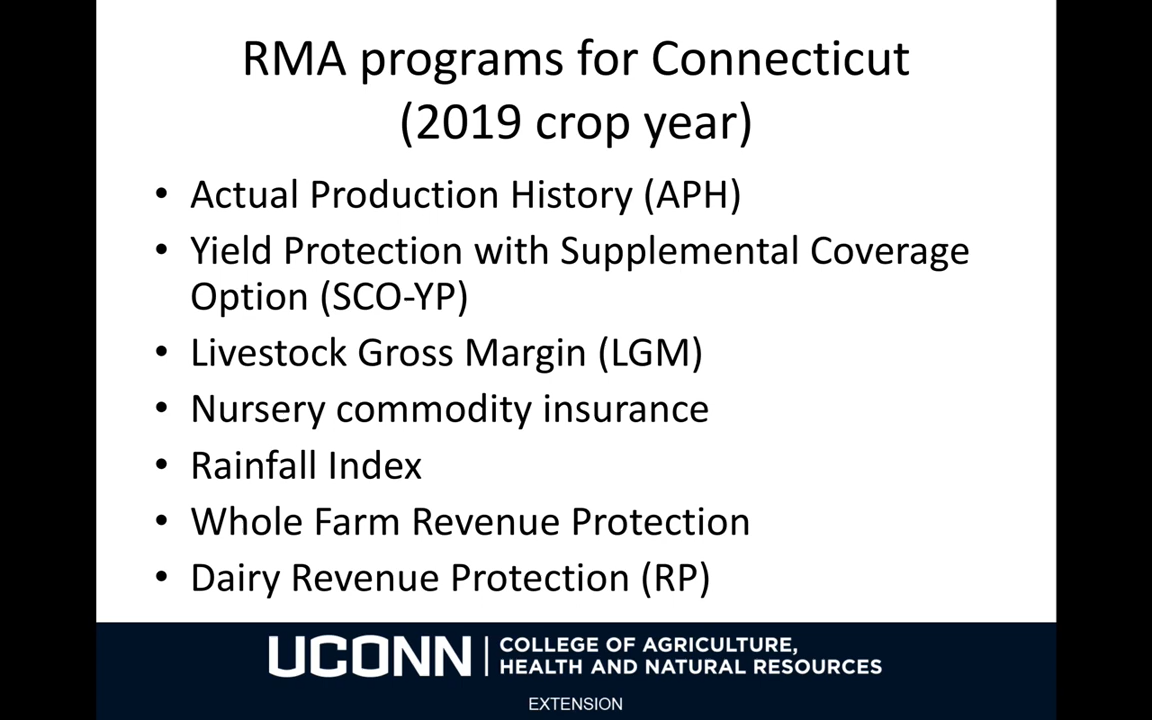 RMA programs for Connecticut
(2019 crop year)
• Actual Production History (APH)
• Yield Protection with Supplemental Coverage
Option (SCO-YP)
• Livestock Gross Margin (LGM)
• Nursery commodity insurance
• Rainfall Index
• Whole Farm Revenue Protection
• Dairy Revenue Protection (RP)
UCONN | COLLEGE OF AGRICULTURE,
HEALTH AND NATURAL RESOURCES
EXTENSION